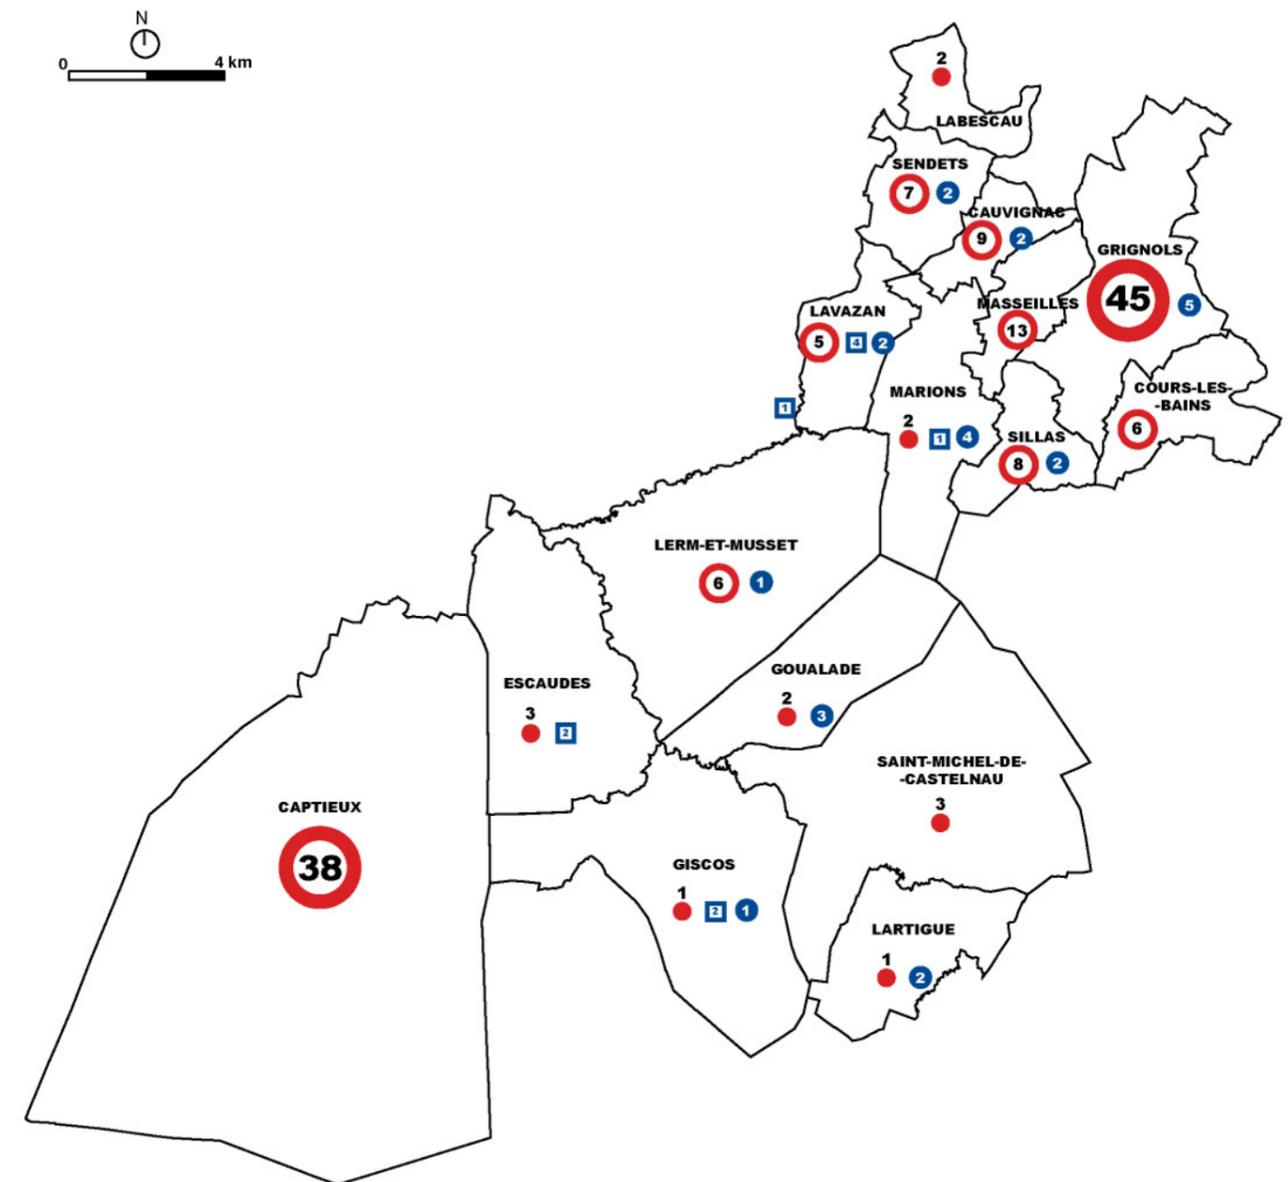 N
0 4 km
2
LABESCAU
SENDETS
7 2
CAUVIGNAC
9 2
GRIGNOLS
45 5
MASSEILLES
13
LAVAZAN
5 4 2
1
MARIONS
2
1 4
COURS-LES-
-BAINS
6
SILLAS
8 2
LERM-ET-MUSSET
6 1
GOUALADE
2
3
ESCAUDES
3
2
SAINT-MICHEL-DE-
-CASTELNAU
3
CAPTIEUX
38
GISCOS
1
2 1
LARTIGUE
1
2